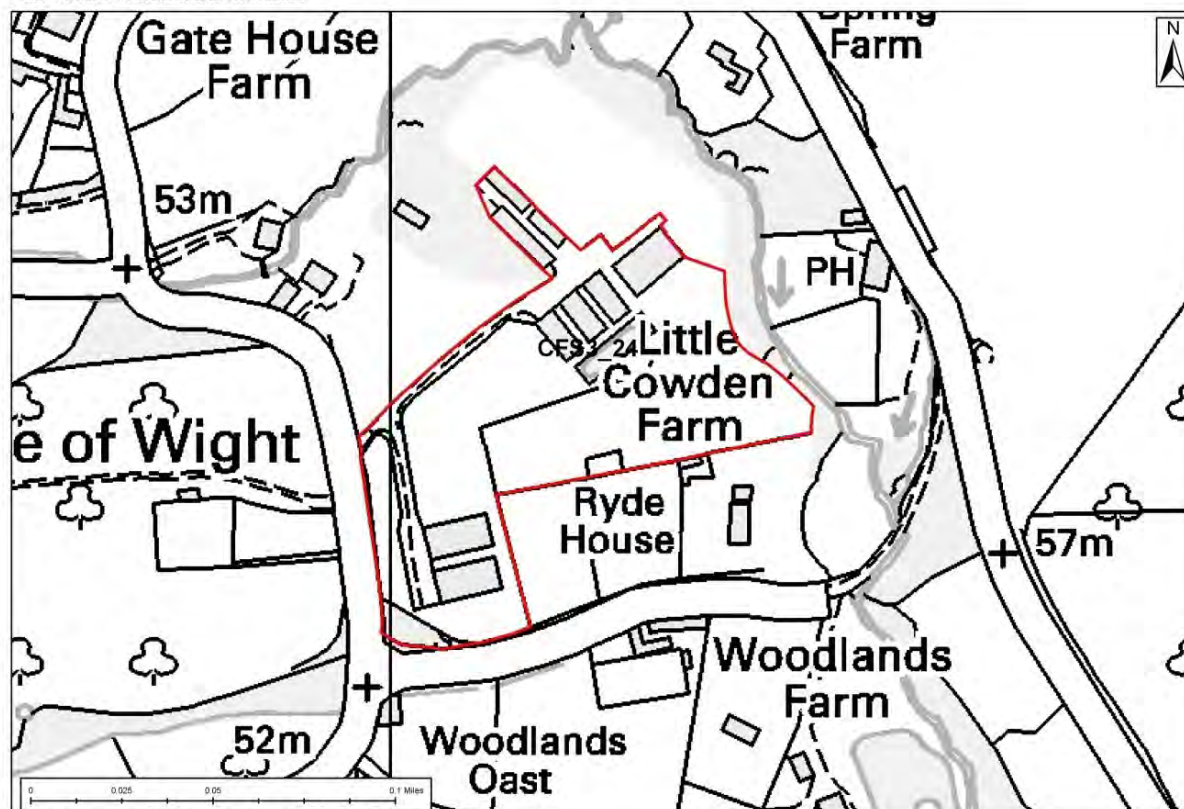 Gate House
Farm
Spring
Farm
N
53m
PH
Little
Cowden
Farm
e of Wight
Ryde
House
57m
Woodlands
Farm
52m
Woodlands
Oast
0 0.025 0.05 0.1 Miles